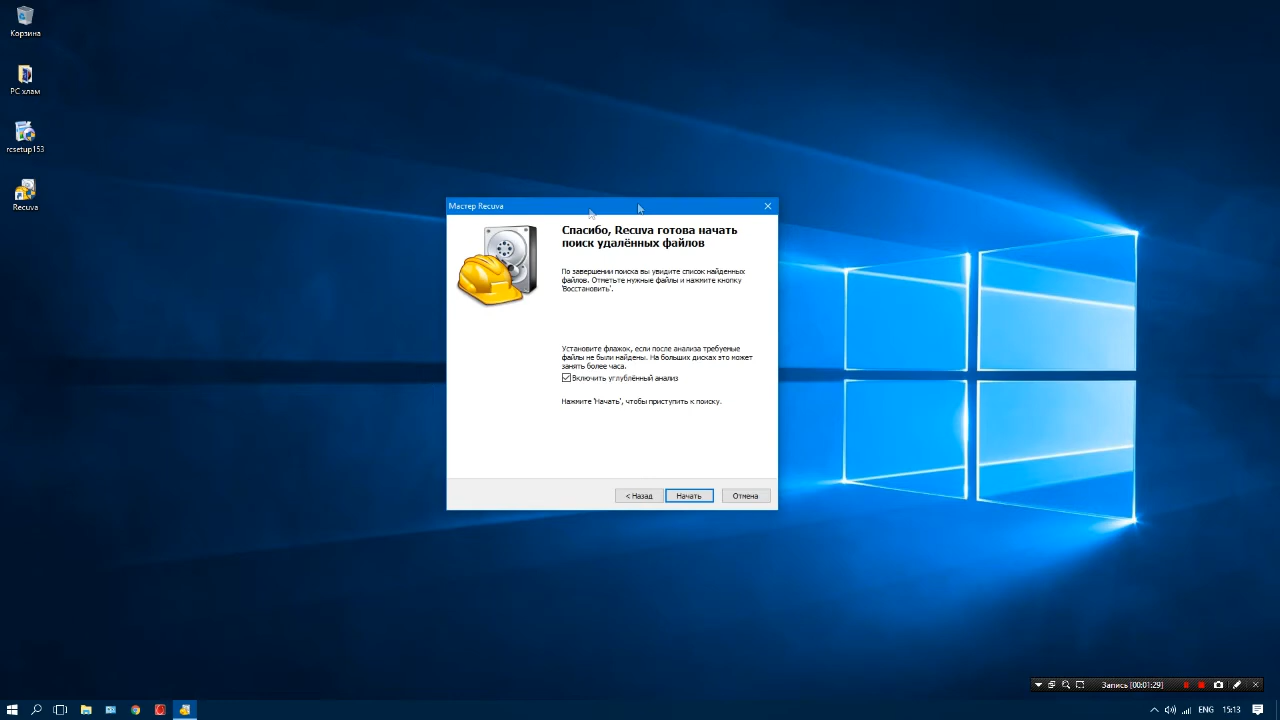 Корзина
PC хлам
rcsetup153
Recuva
Мастер Recuva
Спасибо, Recuva готова начать
поиск удалённых файлов
По завершении поиска вы увидите список найденных
файлов. Отметьте нужные файлы и нажмите кнопку
'Восстановить'.
Установите флажок, если после анализа требуемые
файлы не были найдены. На больших дисках это может
занять более часа.
Включить углублённый анализ
Нажмите 'Начать', чтобы приступить к поиску.
< Назад
Начать
Отмена
Запись [00:01:29]
ENG
15:13